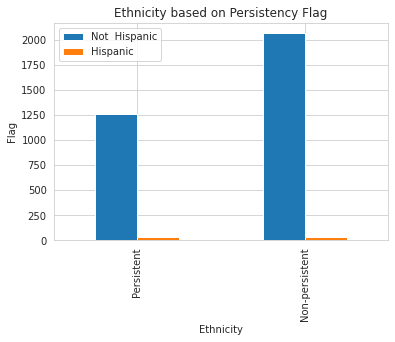 Ethnicity based on Persistency Flag
Not  Hispanic
Hispanic
2000
1750
1500
1250
1000
750
500
250
0
Flag
Persistent
Non-persistent
Ethnicity